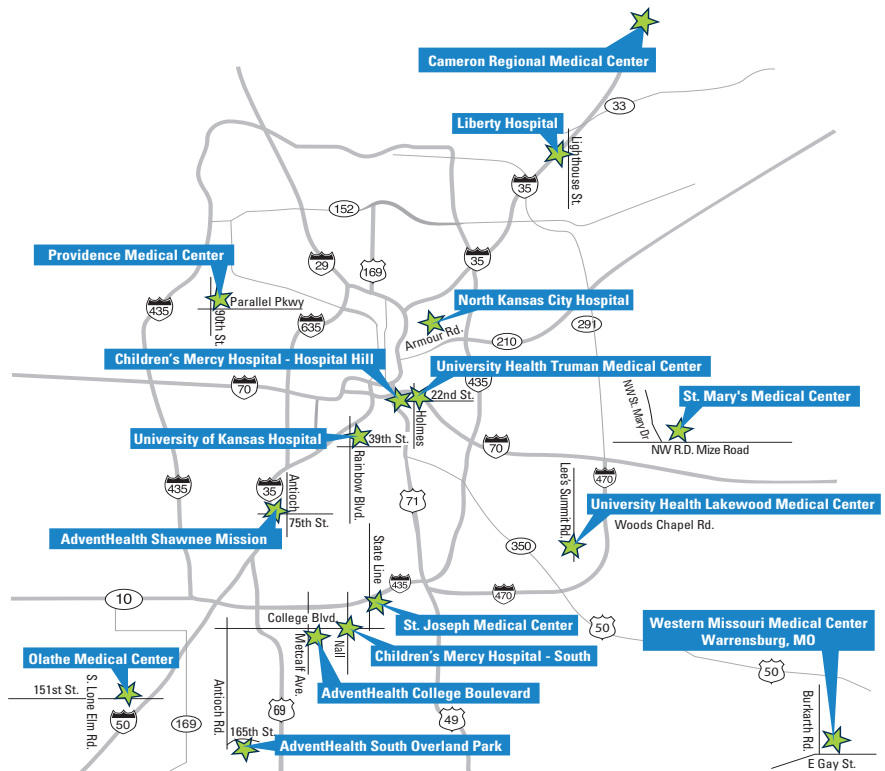 Cameron Regional Medical Center
33
Liberty Hospital
Lighthouse St.
35
152
Providence Medical Center
29
169
35
435
90th St.
Parallel Pkwy
635
North Kansas City Hospital
Armour Rd.
210
291
Children's Mercy Hospital - Hospital Hill
University Health Truman Medical Center
70
435
22nd St.
Holmes
NW St. Mary Dr
St. Mary's Medical Center
University of Kansas Hospital
39th St.
Rainbow Blvd.
70
NW R.D. Mize Road
435
35
Antioch
75th St.
71
Lee's Summit Rd.
470
University Health Lakewood Medical Center
Woods Chapel Rd.
AdventHealth Shawnee Mission
State Line
350
10
435
470
College Blvd.
St. Joseph Medical Center
50
Western Missouri Medical Center
Warrensburg, MO
Metcalf Ave.
Nall
Children's Mercy Hospital - South
Olathe Medical Center
50
151st St.
S. Lone Elm Rd.
AdventHealth College Boulevard
Antioch Rd.
69
49
Burkarth Rd.
50
169
165th St.
AdventHealth South Overland Park
E Gay St.